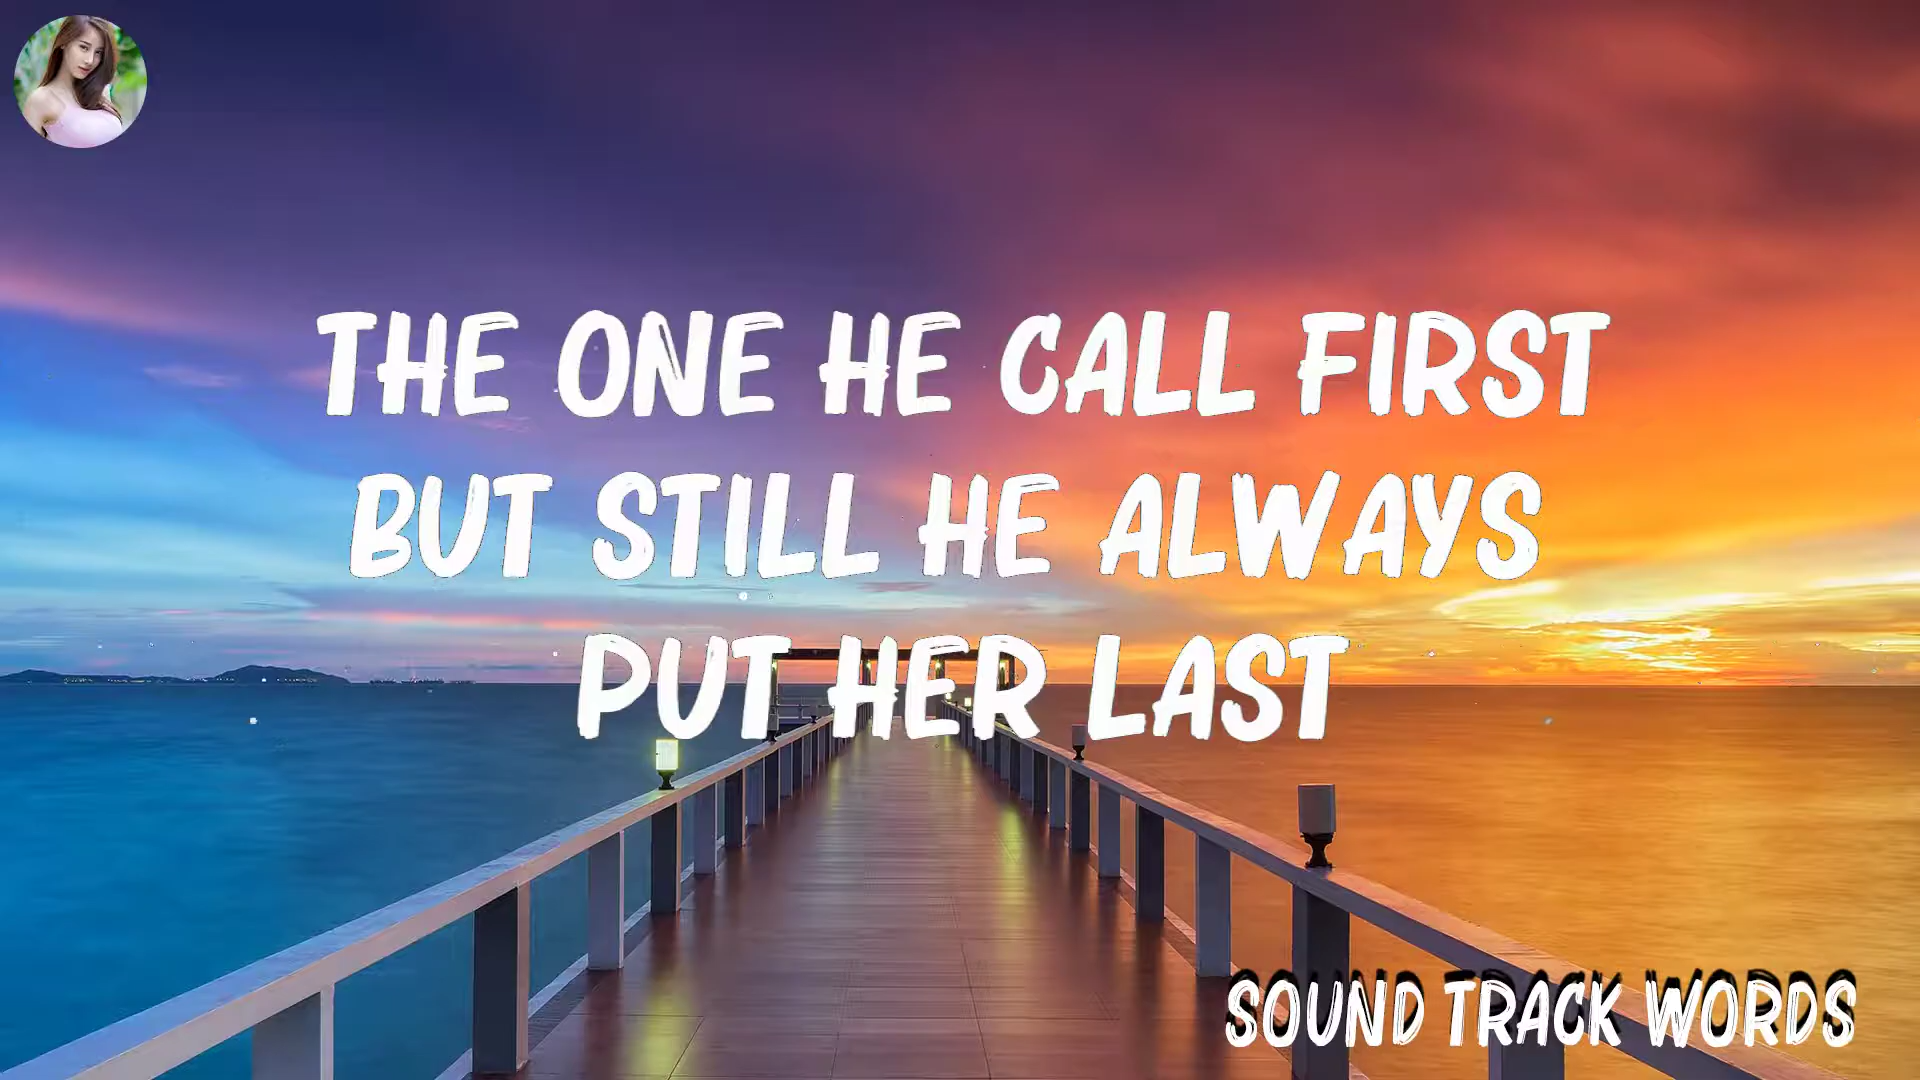 THE ONE HE CALL FIRST
BUT STILL HE ALWAYS
PUT HER LAST
SOUND TRACK WORDS